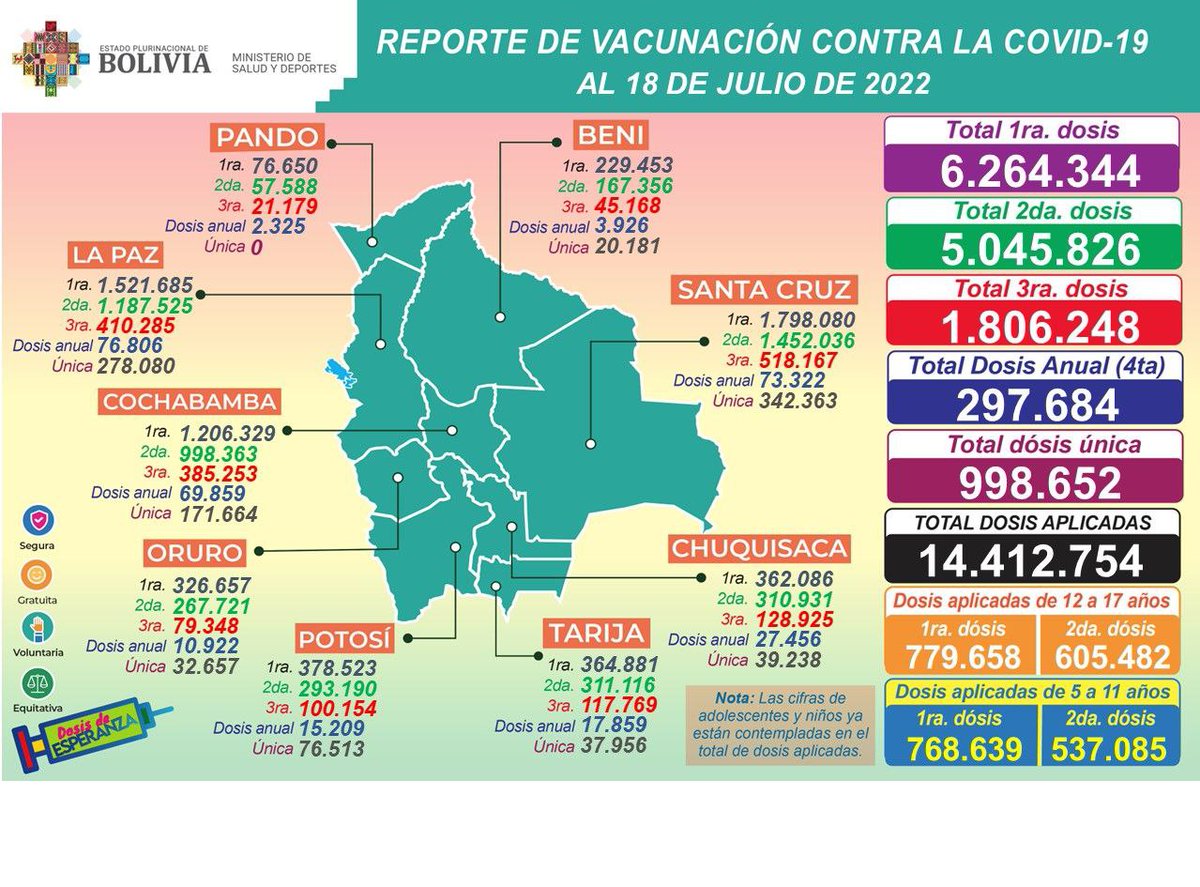 ESTADO PLURINACIONAL DE
BOLIVIA
MINISTERIO DE
SALUD Y DEPORTES
REPORTE DE VACUNACIÓN CONTRA LA COVID-19
AL 18 DE JULIO DE 2022
PANDO
1ra. 76.650
2da. 57.588
3ra. 21.179
Dosis anual 2.325
Única 0
BENI
1ra. 229.453
2da. 167.356
3ra. 45.168
Dosis anual 3.926
Única 20.181
LA PAZ
1ra. 1.521.685
2da. 1.187.525
3ra. 410.285
Dosis anual 76.806
Única 278.080
SANTA CRUZ
1ra. 1.798.080
2da. 1.452.036
3ra. 518.167
Dosis anual 73.322
Única 342.363
COCHABAMBA
1ra. 1.206.329
2da. 998.363
3ra. 385.253
Dosis anual 69.859
Única 171.664
ORURO
1ra. 326.657
2da. 267.721
3ra. 79.348
Dosis anual 10.922
Única 32.657
POTOSÍ
1ra. 378.523
2da. 293.190
3ra. 100.154
Dosis anual 15.209
Única 76.513
TARIJA
1ra. 364.881
2da. 311.116
3ra. 117.769
Dosis anual 17.859
Única 37.956
CHUQUISACA
1ra. 362.086
2da. 310.931
3ra. 128.925
Dosis anual 27.456
Única 39.238
Segura
Gratuita
Voluntaria
Equitativa
Dosis de
ESPERANZA
Nota: Las cifras de
adolescentes y niños ya
están contempladas en el
total de dosis aplicadas.
Total 1ra. dosis
6.264.344
Total 2da. dosis
5.045.826
Total 3ra. dosis
1.806.248
Total Dosis Anual (4ta)
297.684
Total dósis única
998.652
TOTAL DOSIS APLICADAS
14.412.754
Dosis aplicadas de 12 a 17 años
1ra. dósis 2da. dósis
779.658 605.482
Dosis aplicadas de 5 a 11 años
1ra. dósis 2da. dósis
768.639 537.085